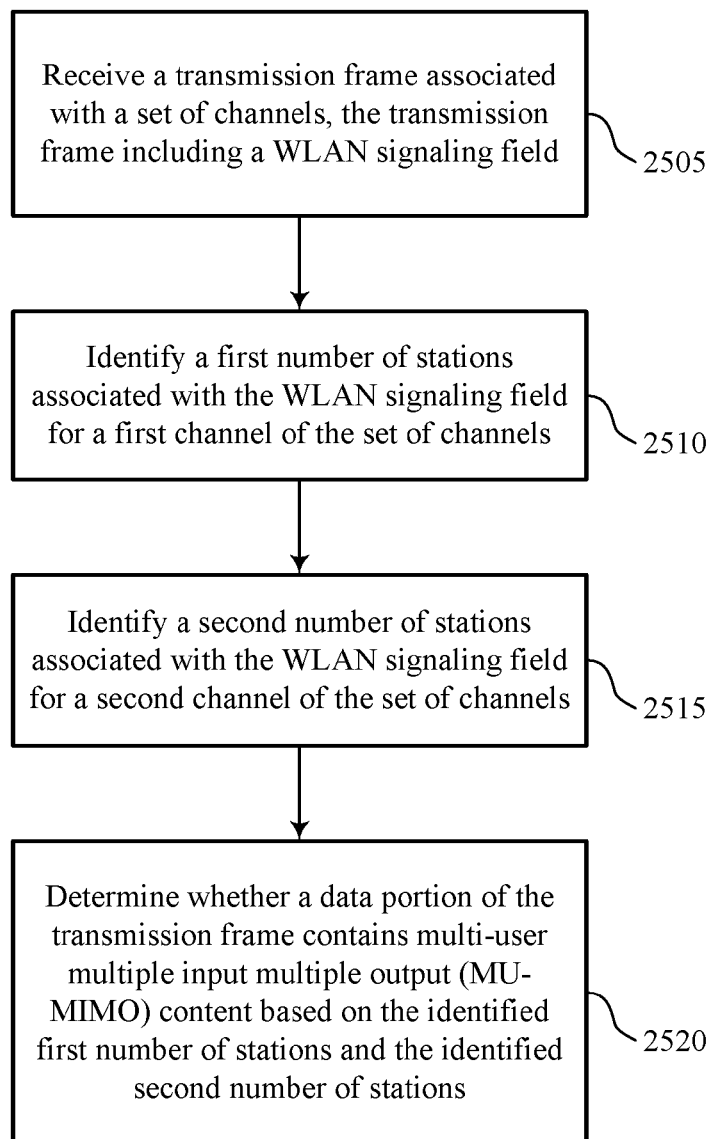 Receive a transmission frame associated
with a set of channels, the transmission
frame including a WLAN signaling field
2505
Identify a first number of stations
associated with the WLAN signaling field
for a first channel of the set of channels
2510
Identify a second number of stations
associated with the WLAN signaling field
for a second channel of the set of channels
2515
Determine whether a data portion of the
transmission frame contains multi-user
multiple input multiple output (MU-
MIMO) content based on the identified
first number of stations and the identified
second number of stations
2520